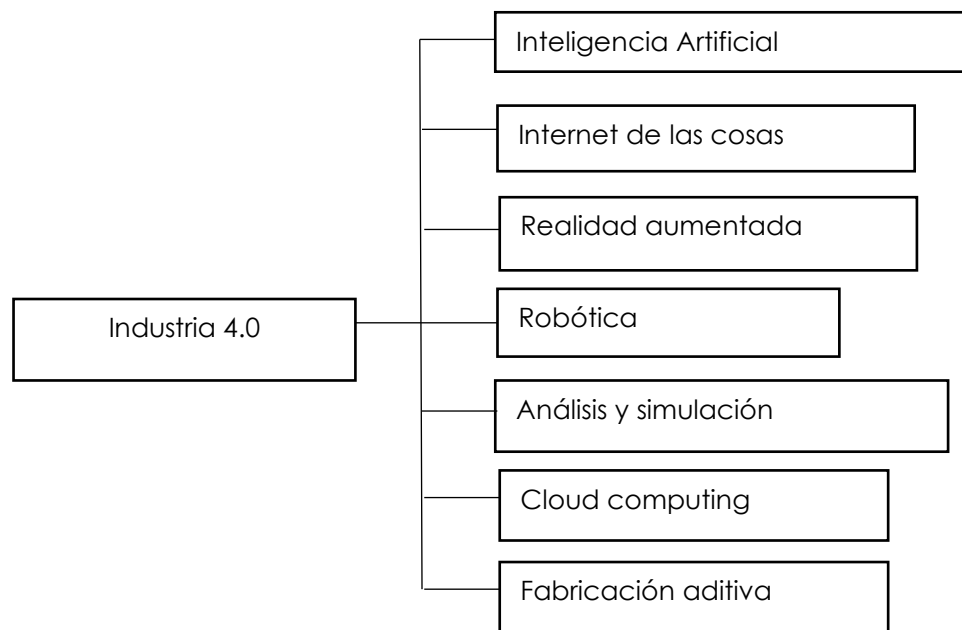 Inteligencia Artificial
Internet de las cosas
Realidad aumentada
Industria 4.0
Robótica
Análisis y simulación
Cloud computing
Fabricación aditiva